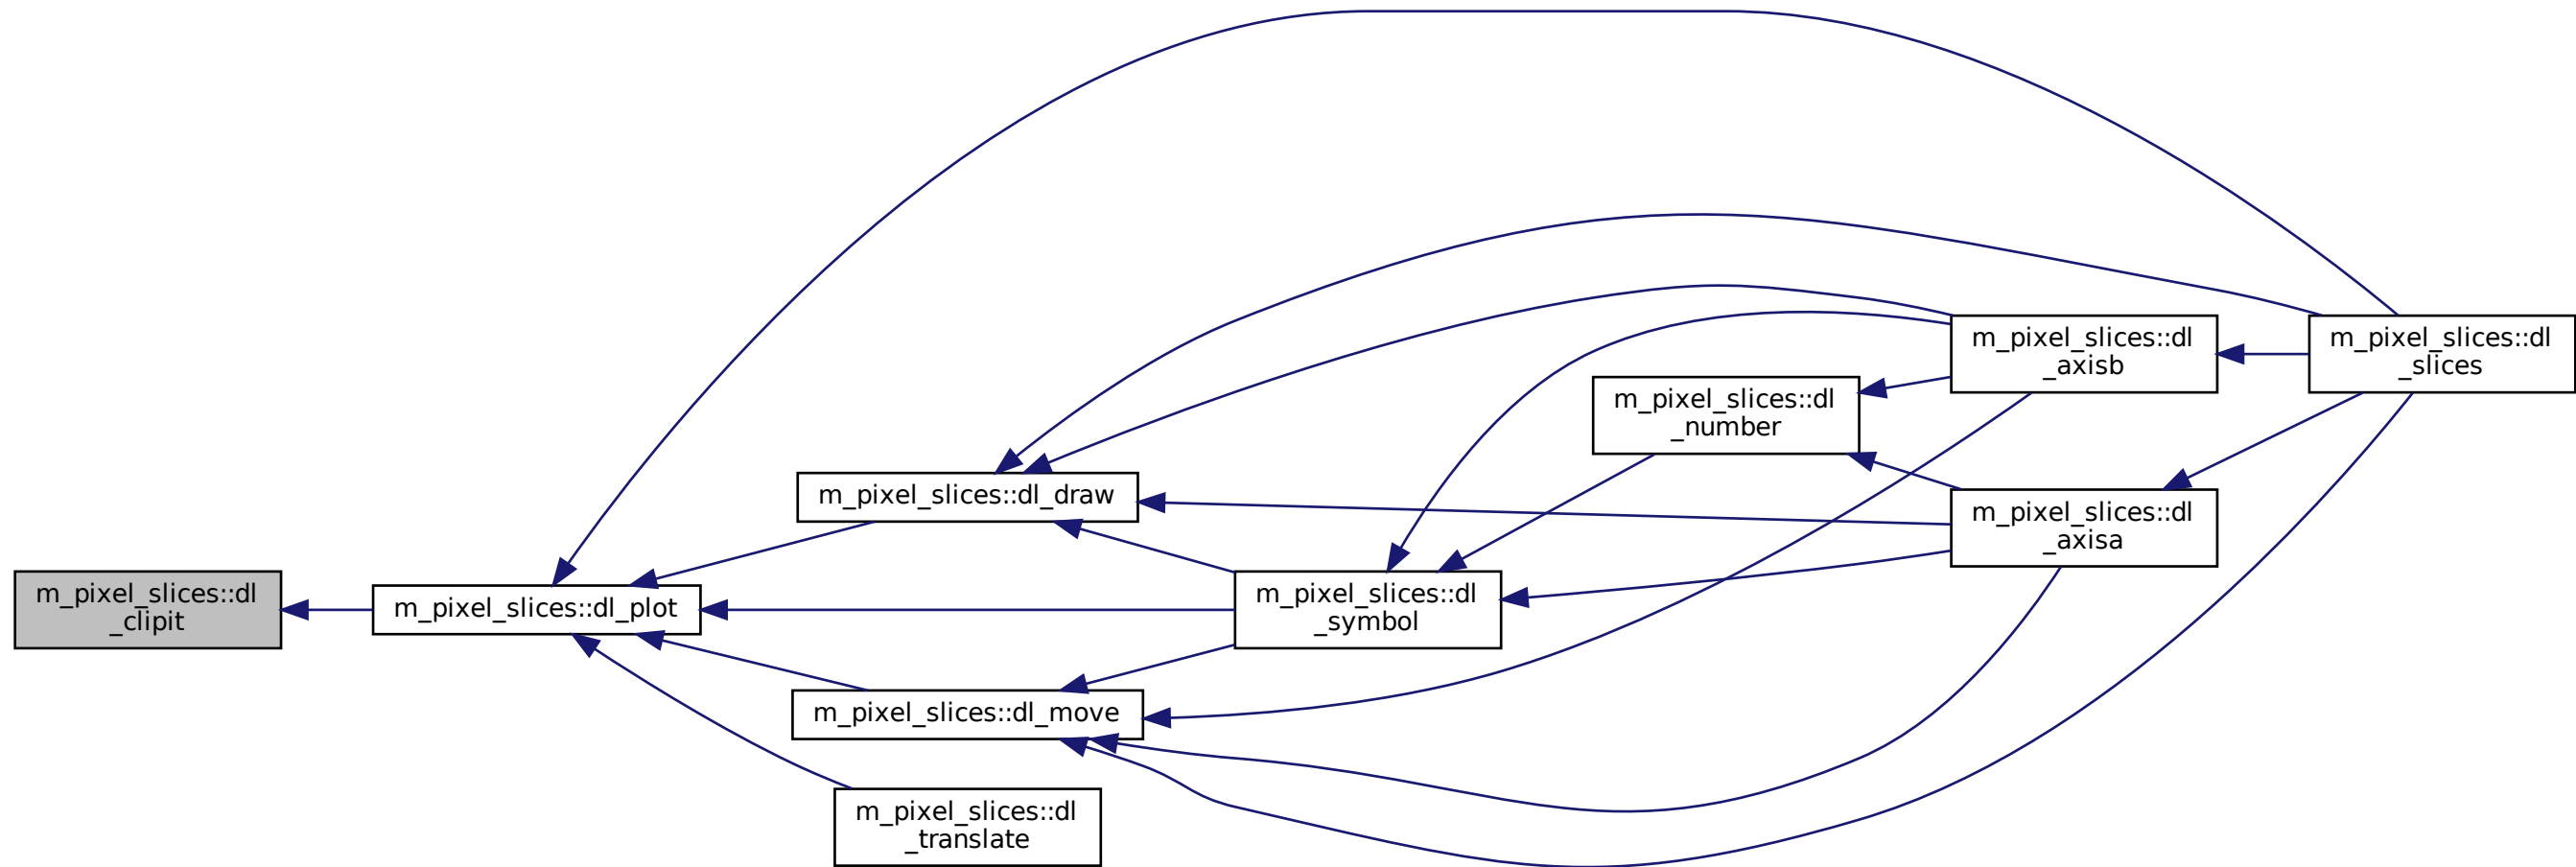 m_pixel_slices::dl
_clipit
m_pixel_slices::dl_plot
m_pixel_slices::dl_draw
m_pixel_slices::dl_move
m_pixel_slices::dl
_translate
m_pixel_slices::dl
_symbol
m_pixel_slices::dl
_number
m_pixel_slices::dl
_axisb
m_pixel_slices::dl
_axisa
m_pixel_slices::dl
_slices